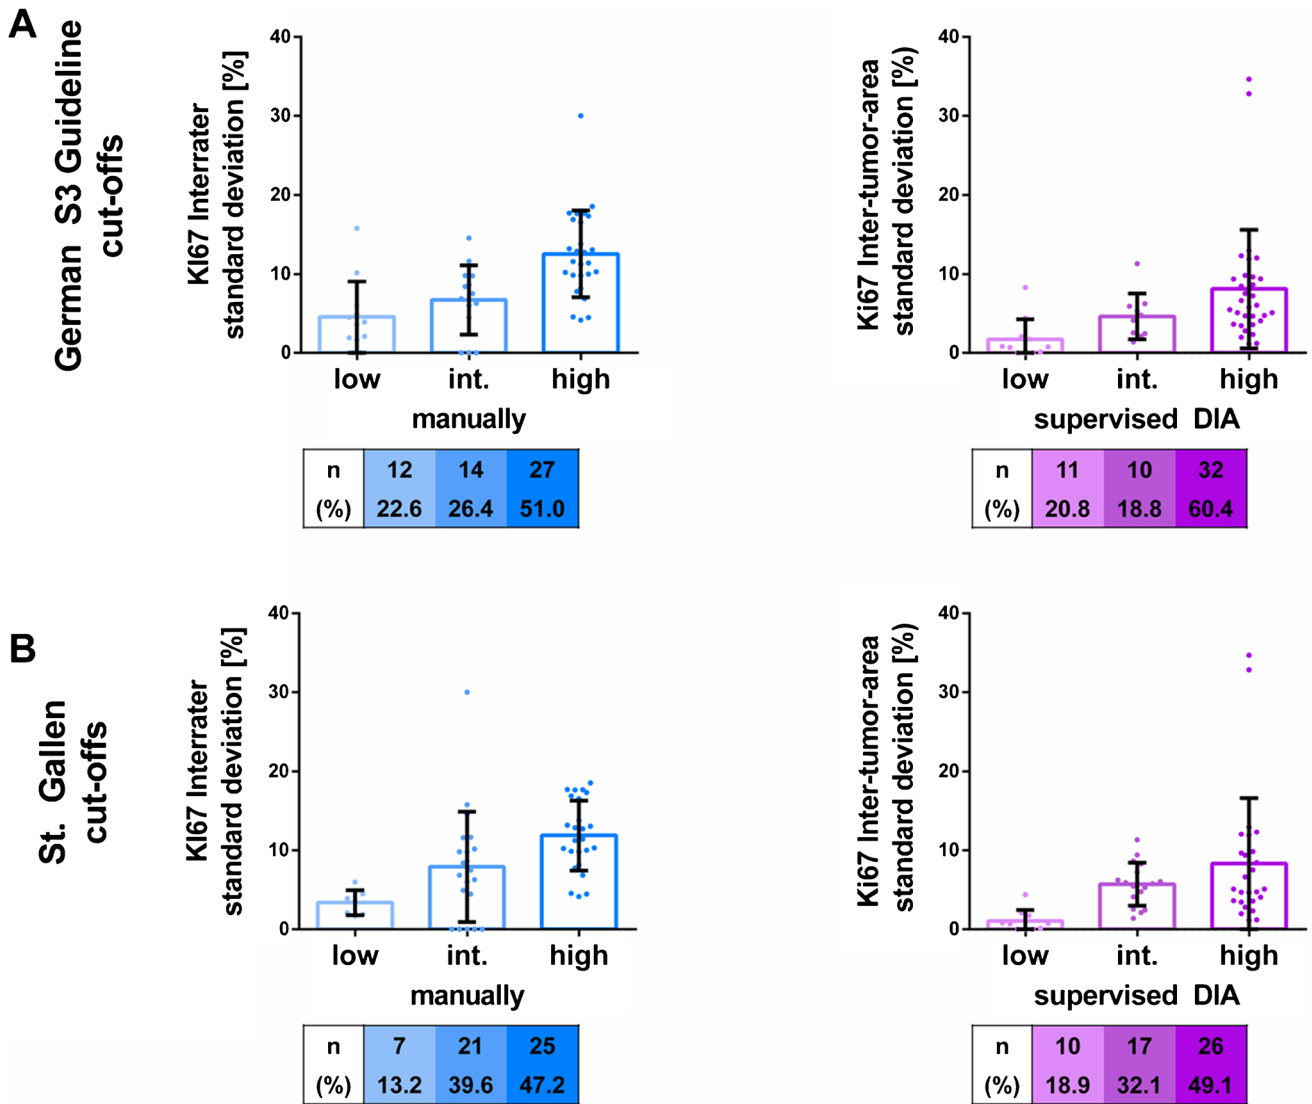 A
German S3 Guideline
cut-offs
KI67 Interrater
standard deviation [%]
40
30
20
10
0
low int. high
manually
n 12 14 27
(%) 22.6 26.4 51.0
Ki67 Inter-tumor-area
standard deviation [%)
40
30
20
10
0
low int. high
supervised DIA
n 11 10 32
(%) 20.8 18.8 60.4
B
St. Gallen
cut-offs
KI67 Interrater
standard deviation [%]
40
30
20
10
0
low int. high
manually
n 7 21 25
(%) 13.2 39.6 47.2
Ki67 Inter-tumor-area
standard deviation [%)
40
30
20
10
0
low int. high
supervised DIA
n 10 17 26
(%) 18.9 32.1 49.1